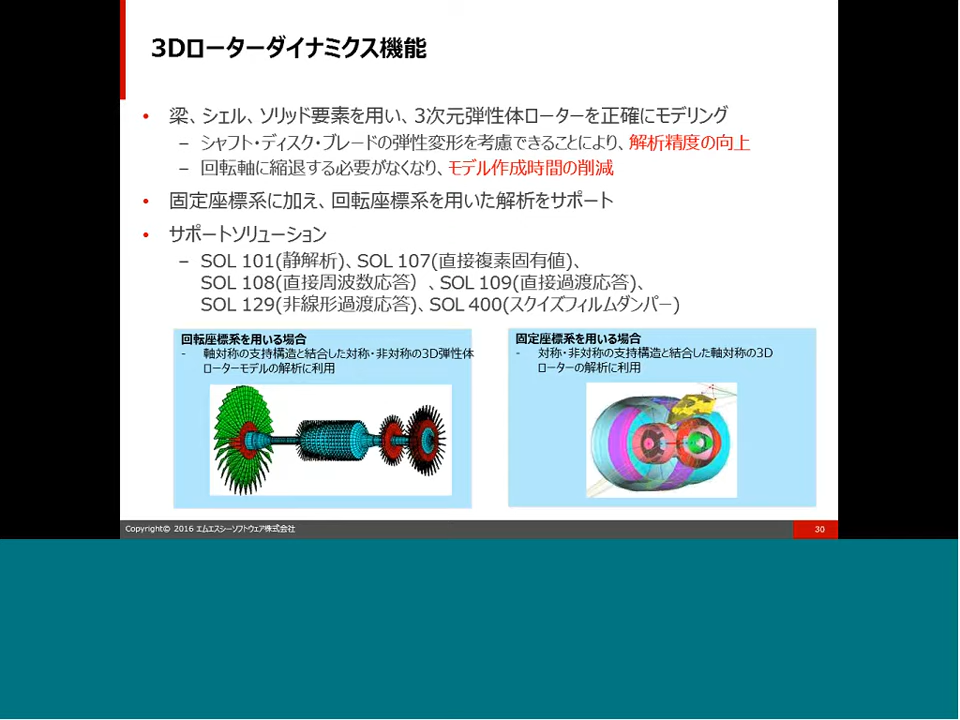 3Dローターダイナミクス機能
• 梁、シェル、ソリッド要素を用い、3次元弾性体ローターを正確にモデリング
– シャフト・ディスク・ブレードの弾性変形を考慮できることにより、解析精度の向上
– 回転軸に縮退する必要がなくなり、モデル作成時間の削減
• 固定座標系に加え、回転座標系を用いた解析をサポート
• サポートソリューション
– SOL 101(静解析)、SOL 107(直接複素固有値)、
SOL 108(直接周波数応答）、SOL 109(直接過渡応答)、
SOL 129(非線形過渡応答)、SOL 400(スクイズフィルムダンパー)
回転座標系を用いる場合
- 軸対称の支持構造と結合した対称・非対称の3D弾性体
ローターモデルの解析に利用
固定座標系を用いる場合
- 対称・非対称の支持構造と結合した軸対称の3D
ローターの解析に利用
Copyright© 2016 エムエスシーソフトウェア株式会社
30